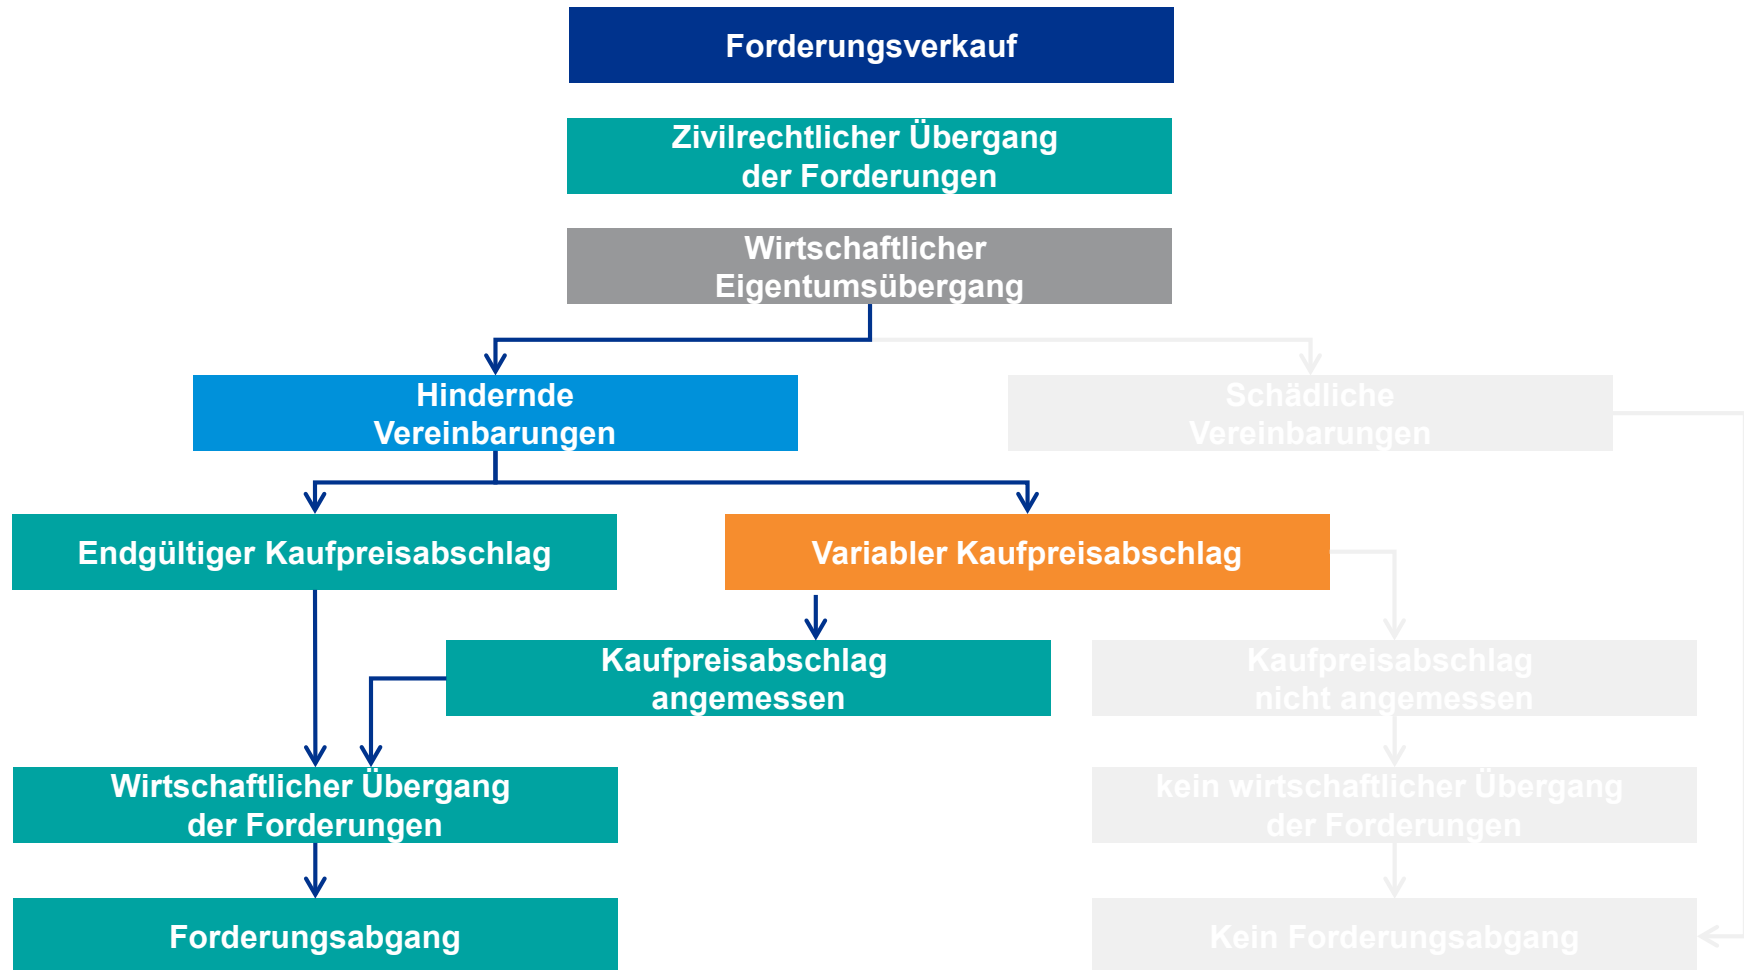 Forderungsverkauf
Zivilrechtlicher Übergang
der Forderungen
Wirtschaftlicher
Eigentumsübergang
Hindernde
Vereinbarungen
Schädliche
Vereinbarungen
Endgültiger Kaufpreisabschlag
Variabler Kaufpreisabschlag
Kaufpreisabschlag
angemessen
Kaufpreisabschlag
nicht angemessen
Wirtschaftlicher Übergang
der Forderungen
kein wirtschaftlicher Übergang
der Forderungen
Forderungsabgang
Kein Forderungsabgang